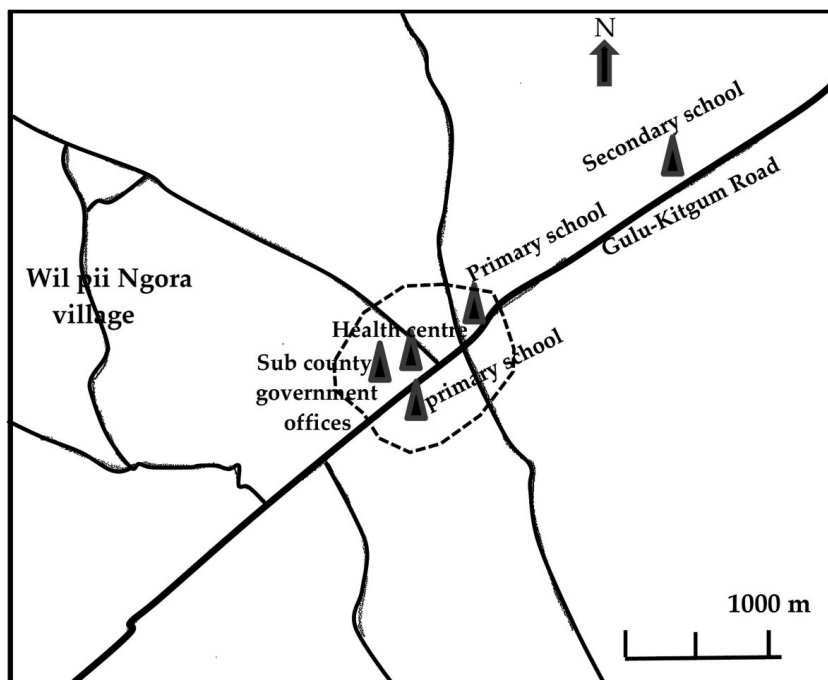 N
Secondary school
Gulu-Kitgum Road
Primary school
Wil pii Ngora
village
Health centre
Sub county
government
offices
primary school
1000 m